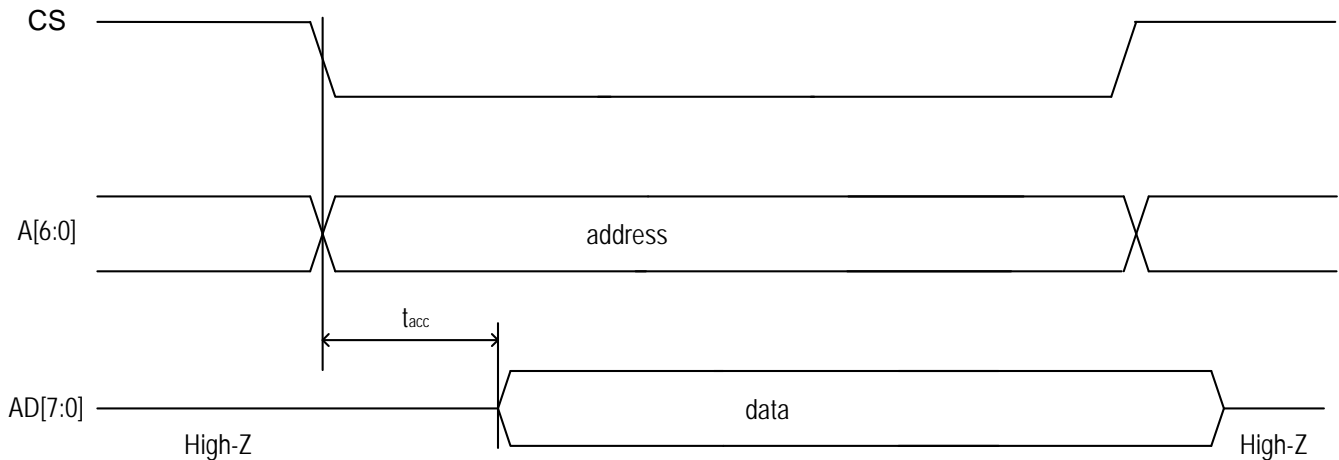 CS
A[6:0]
address
tacc
AD[7:0]
data
High-Z
High-Z